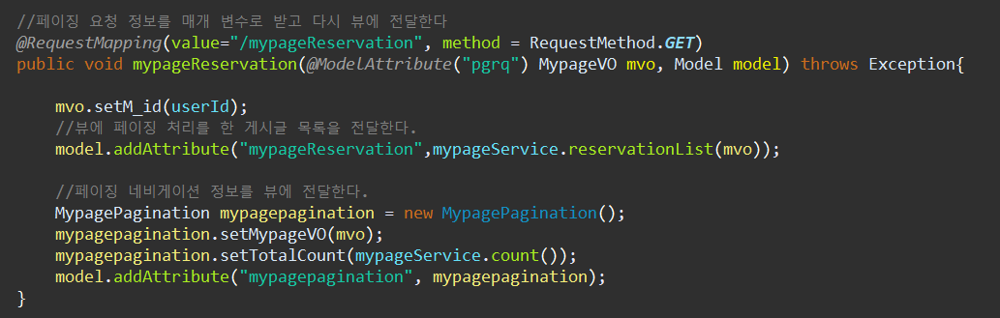 //페이징 요청 정보를 매개 변수로 받고 다시 뷰에 전달한다
@RequestMapping(value="/mypageReservation", method = RequestMethod.GET)
public void mypageReservation(@ModelAttribute("pgrq") MypageVO mvo, Model model) throws Exception{
mvo.setM_id(userId);
//뷰에 페이징 처리를 한 게시글 목록을 전달한다.
model.addAttribute("mypageReservation",mypageService.reservationList(mvo));
//페이징 네비게이션 정보를 뷰에 전달한다.
MypagePagination mypagepagination = new MypagePagination();
mypagepagination.setMypageVO(mvo);
mypagepagination.setTotalCount(mypageService.count());
model.addAttribute("mypagepagination", mypagepagination);
}